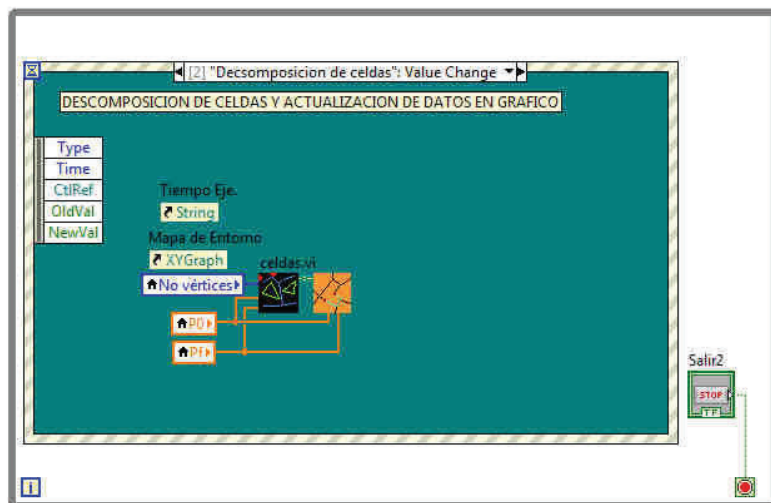 [2] "Decsomposicion de celdas": Value Change
DESCOMPOSICION DE CELDAS Y ACTUALIZACION DE DATOS EN GRAFICO
Type
Time
CtlRef
OldVal
NewVal
Tiempo Eje.
String
Mapa de Entorno
XYGraph
celdas.vi
No vértices
P0
Pf
Salir2
STOP
TF
i